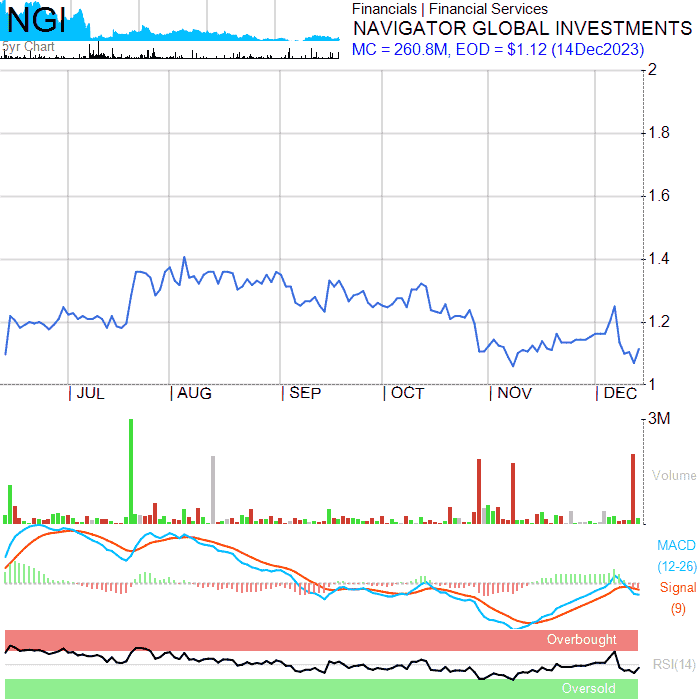 NGI
5yr Chart
Financials | Financial Services
NAVIGATOR GLOBAL INVESTMENTS
MC = 260.8M, EOD = $1.12 (14Dec2023)
2
1.8
1.6
1.4
1.2
1
JUL AUG SEP OCT NOV DEC
3M
Volume
MACD
(12-26)
Signal
(9)
Overbought
RSI(14)
Oversold